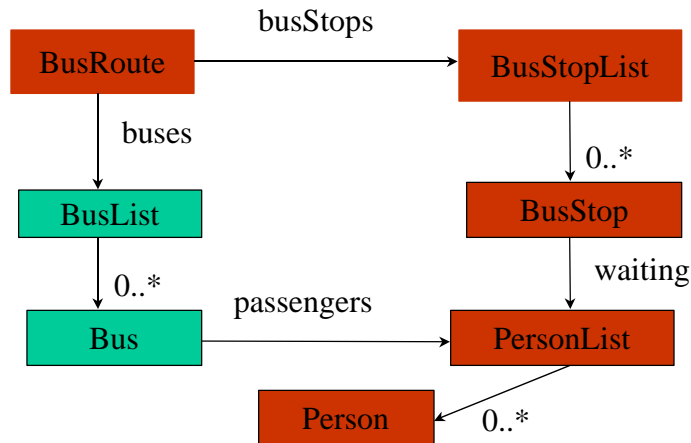 busStops
BusRoute
BusStopList
buses
0..*
BusList
BusStop
0..*
waiting
passengers
Bus
PersonList
Person
0..*